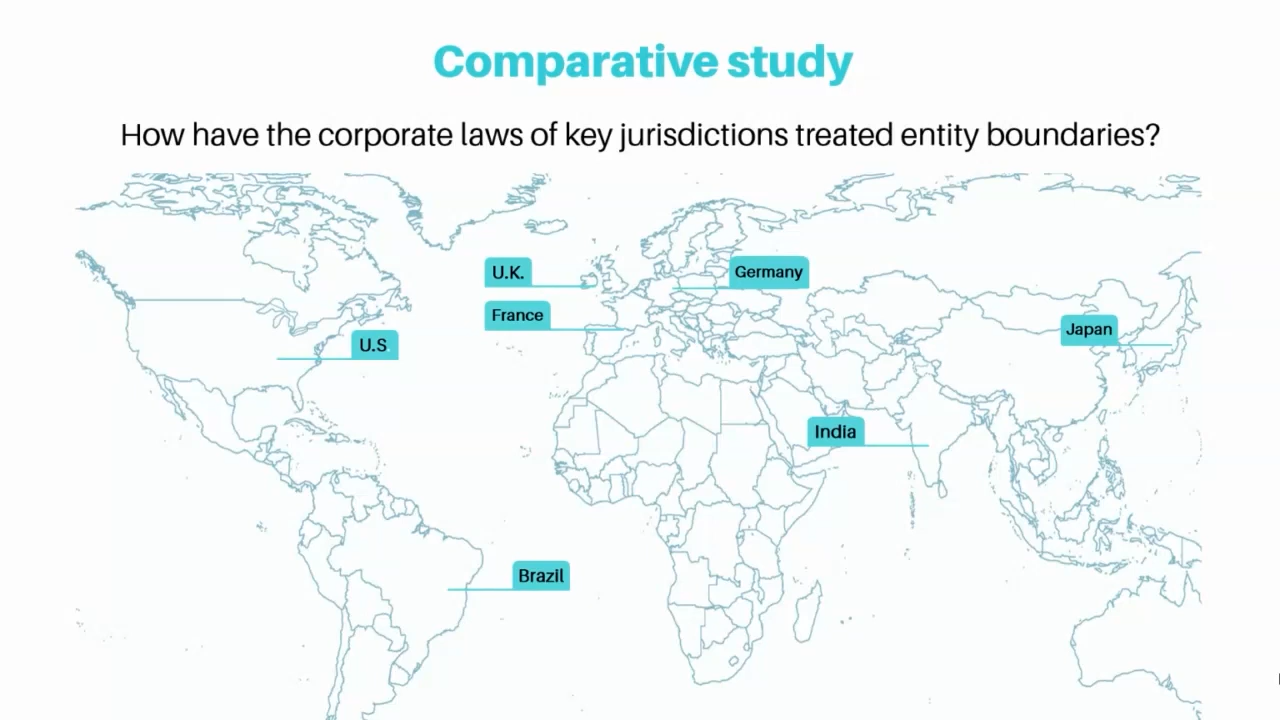 Comparative study
How have the corporate laws of key jurisdictions treated entity boundaries?
U.K.
Germany
France
Japan
U.S
India
Brazil